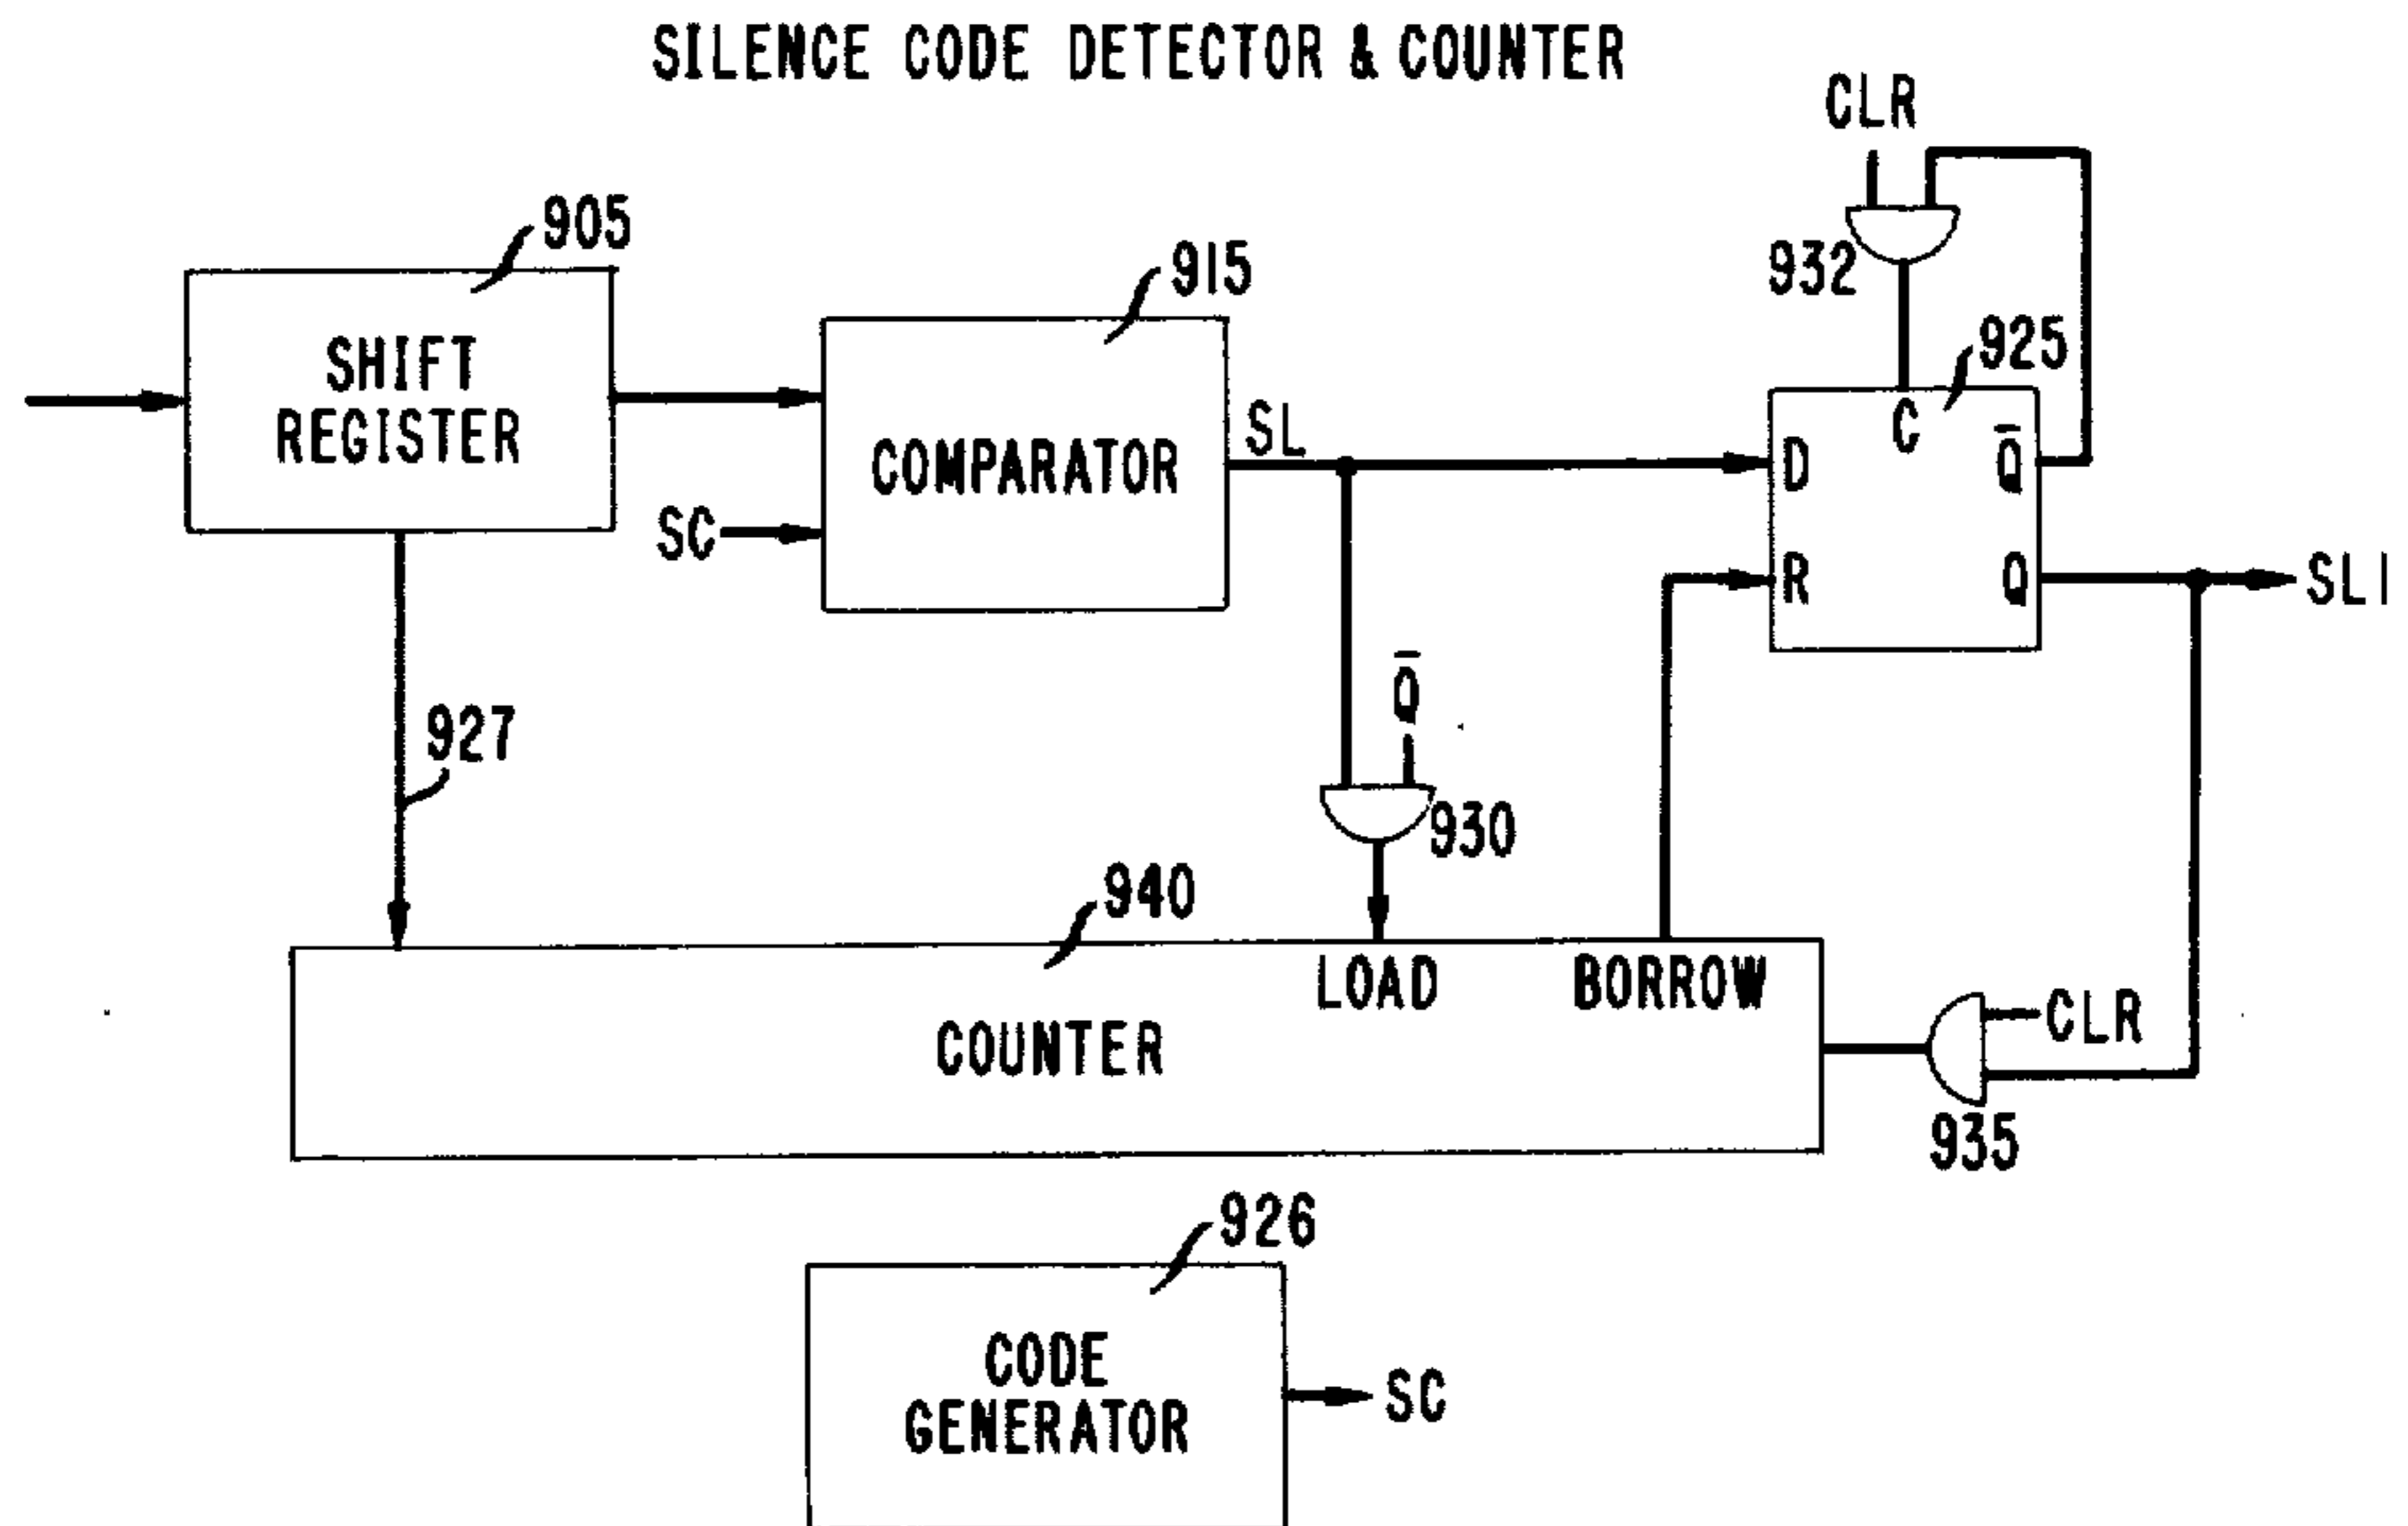 SILENCE CODE DETECTOR & COUNTER
CLR
905
915
932
925
SHIFT
REGISTER
COMPARATOR
SL
SC
D
C
Q̄
R
Q
SL1
927
Q̄
930
940
LOAD
BORROW
COUNTER
CLR
935
926
CODE
GENERATOR
SC